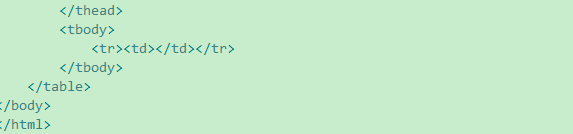 </thead>
<tbody>
<tr><td></td></tr>
</tbody>
</table>
</body>
</html>